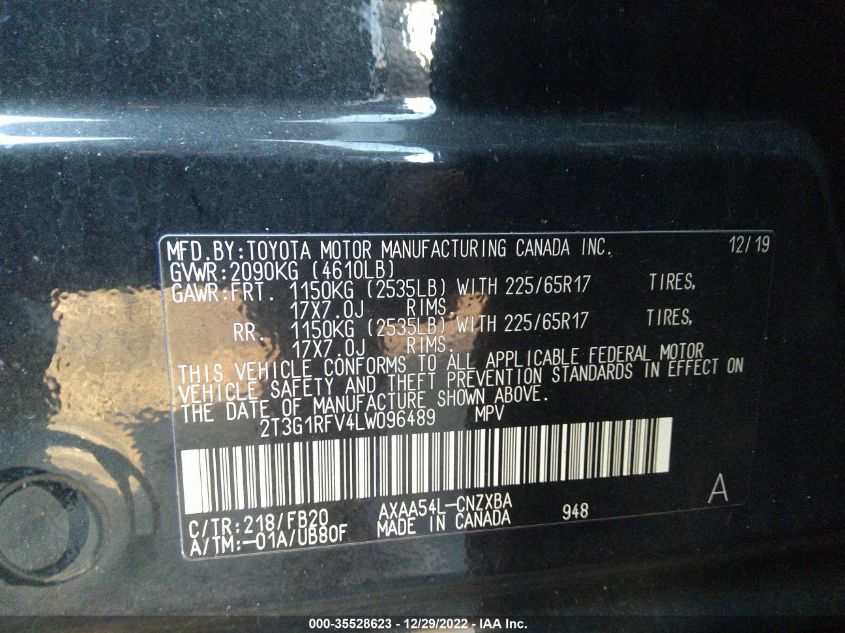 MFD.BY:TOYOTA MOTOR MANUFACTURING CANADA INC. 12/19
GVWR:2090KG (4610LB)
GAWR:FRT. 1150KG (2535LB) WITH 225/65R17 TIRES,
17X7.0J RIMS,
RR. 1150KG (2535LB) WITH 225/65R17 TIRES,
17X7.0J RIMS.
THIS VEHICLE CONFORMS TO ALL APPLICABLE FEDERAL MOTOR
VEHICLE SAFETY AND THEFT PREVENTION STANDARDS IN EFFECT ON
THE DATE OF MANUFACTURE SHOWN ABOVE.
2T3G1RFV4LW096489 MPV
C/TR:218/FB20 AXAA54L-CNZXBA 948 A
A/TM:-01A/UB80F MADE IN CANADA
000-35528623 - 12/29/2022 - IAA Inc.